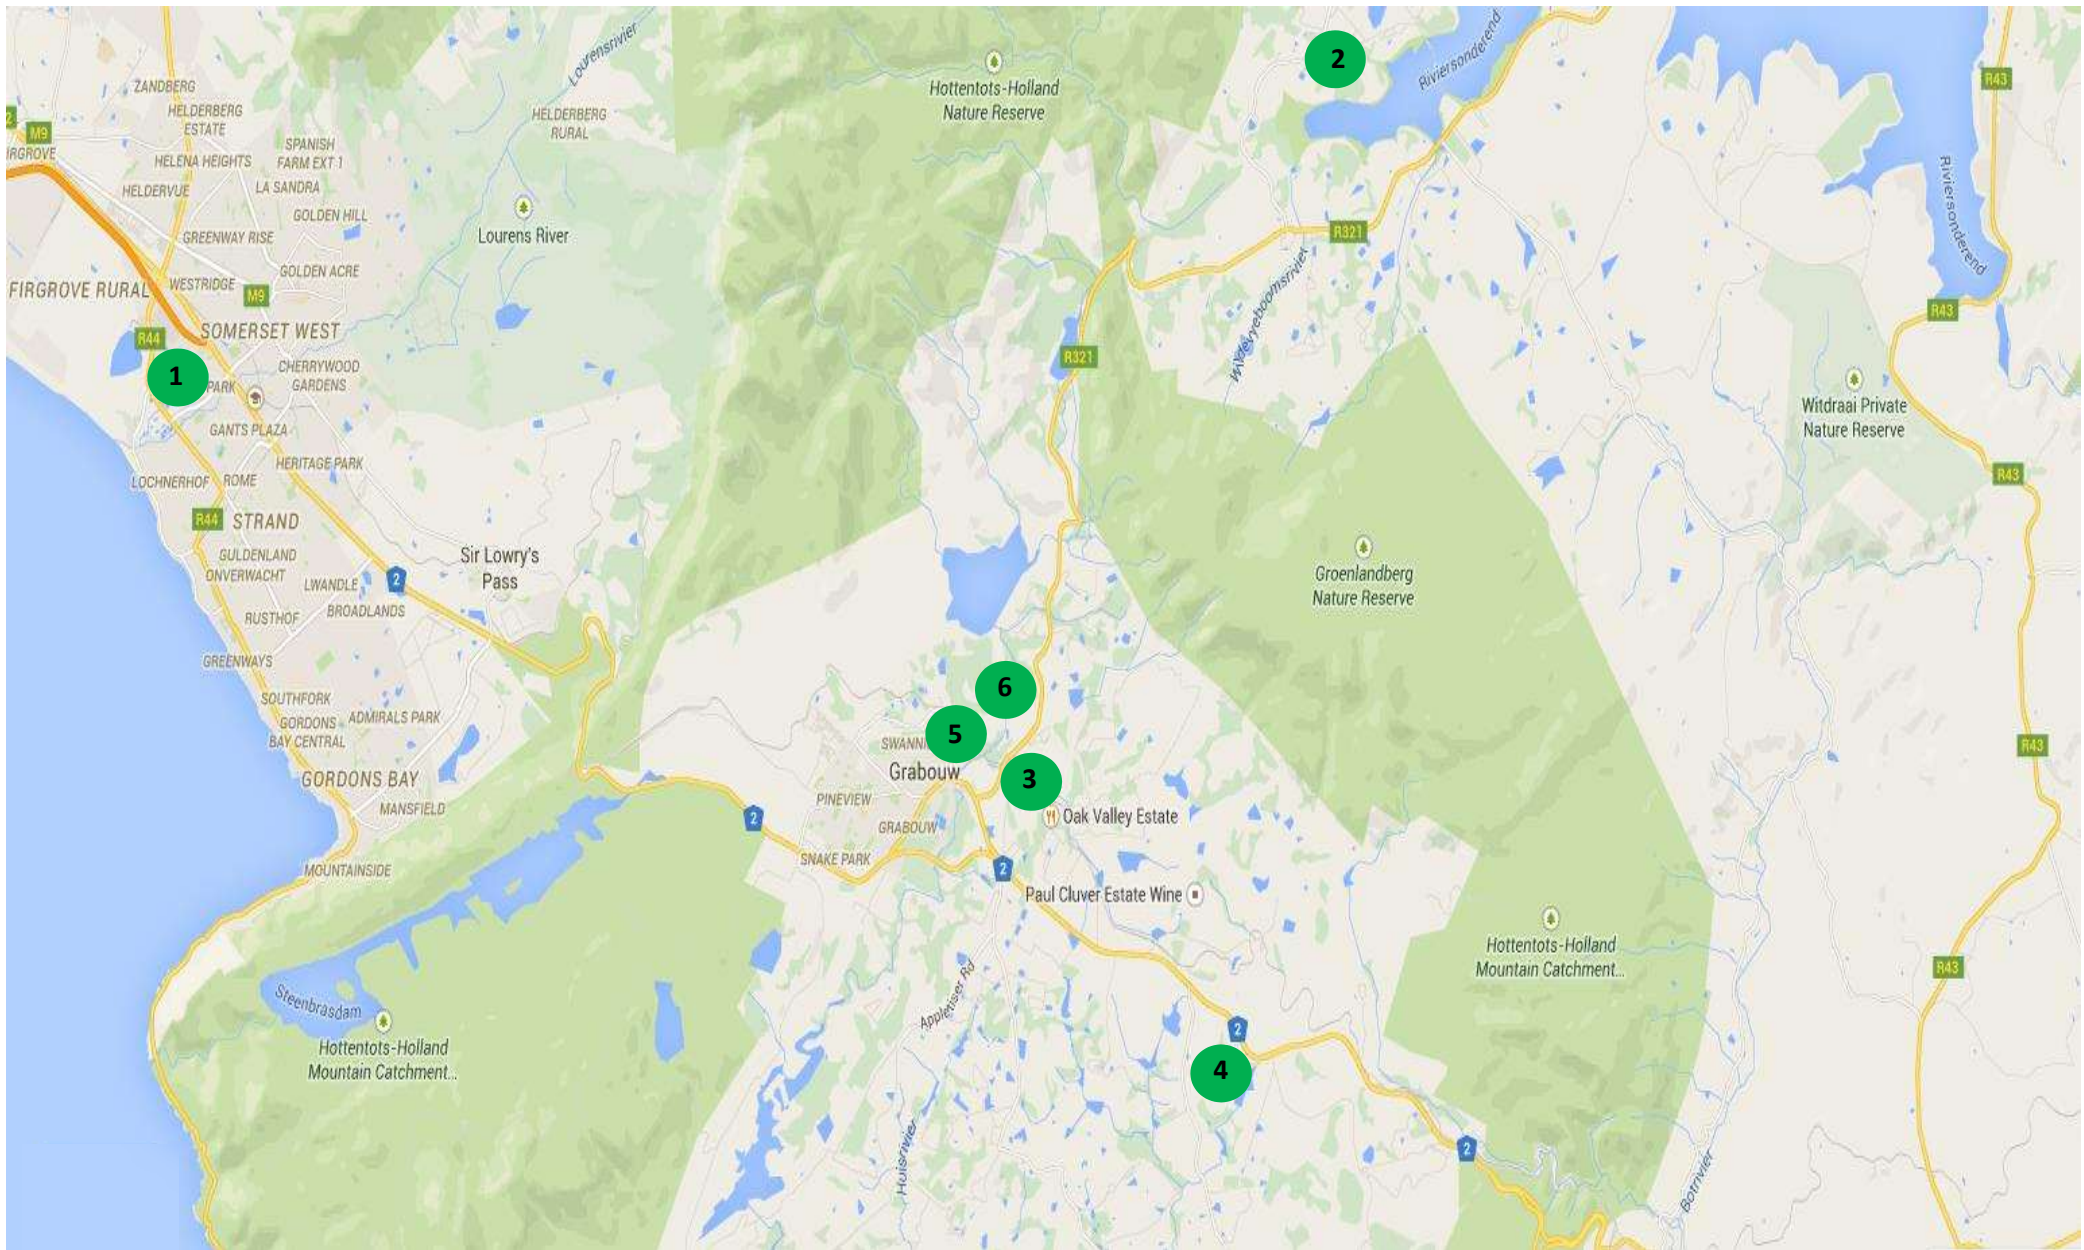 2
Riviersonderend
Hottentots-Holland
Nature Reserve
Lourensrivier
ZANDBERG
HELDERBERG
ESTATE
HELDERBERG
RURAL
2
M9
SPANISH
FARM EXT 1
HELENA HEIGHTS
HELDERVUE
LA SANDRA
GOLDEN HILL
GREENWAY RISE
Lourens River
GOLDEN ACRE
FIRGROVE RURAL
WESTRIDGE
M9
R44
SOMERSET WEST
1
PARK
CHERRYWOOD
GARDENS
GANTS PLAZA
HERITAGE PARK
LOCHNERHOF
ROME
R44
STRAND
GULDENLAND
ONVERWACHT
LWANDLE
2
Sir Lowry's
Pass
RUSTHOF
BROADLANDS
GREENWAYS
SOUTHFORK
GORDONS
BAY CENTRAL
ADMIRALS PARK
GORDONS BAY
MANSFIELD
MOUNTAINSIDE
Steenbrasdam
Hottentots-Holland
Mountain Catchment...
R43
Riviersonderend
R321
Wildevyeboomsrivier
R43
R321
Witdraai Private
Nature Reserve
R43
Groenlandberg
Nature Reserve
6
5
Grabouw
3
PINEVIEW
GRABOUW
2
SNAKE PARK
Oak Valley Estate
2
Paul Cluver Estate Wine
R43
Hottentots-Holland
Mountain Catchment...
R43
Appletiser Rd
2
4
Huisrivier
2
Botrivier